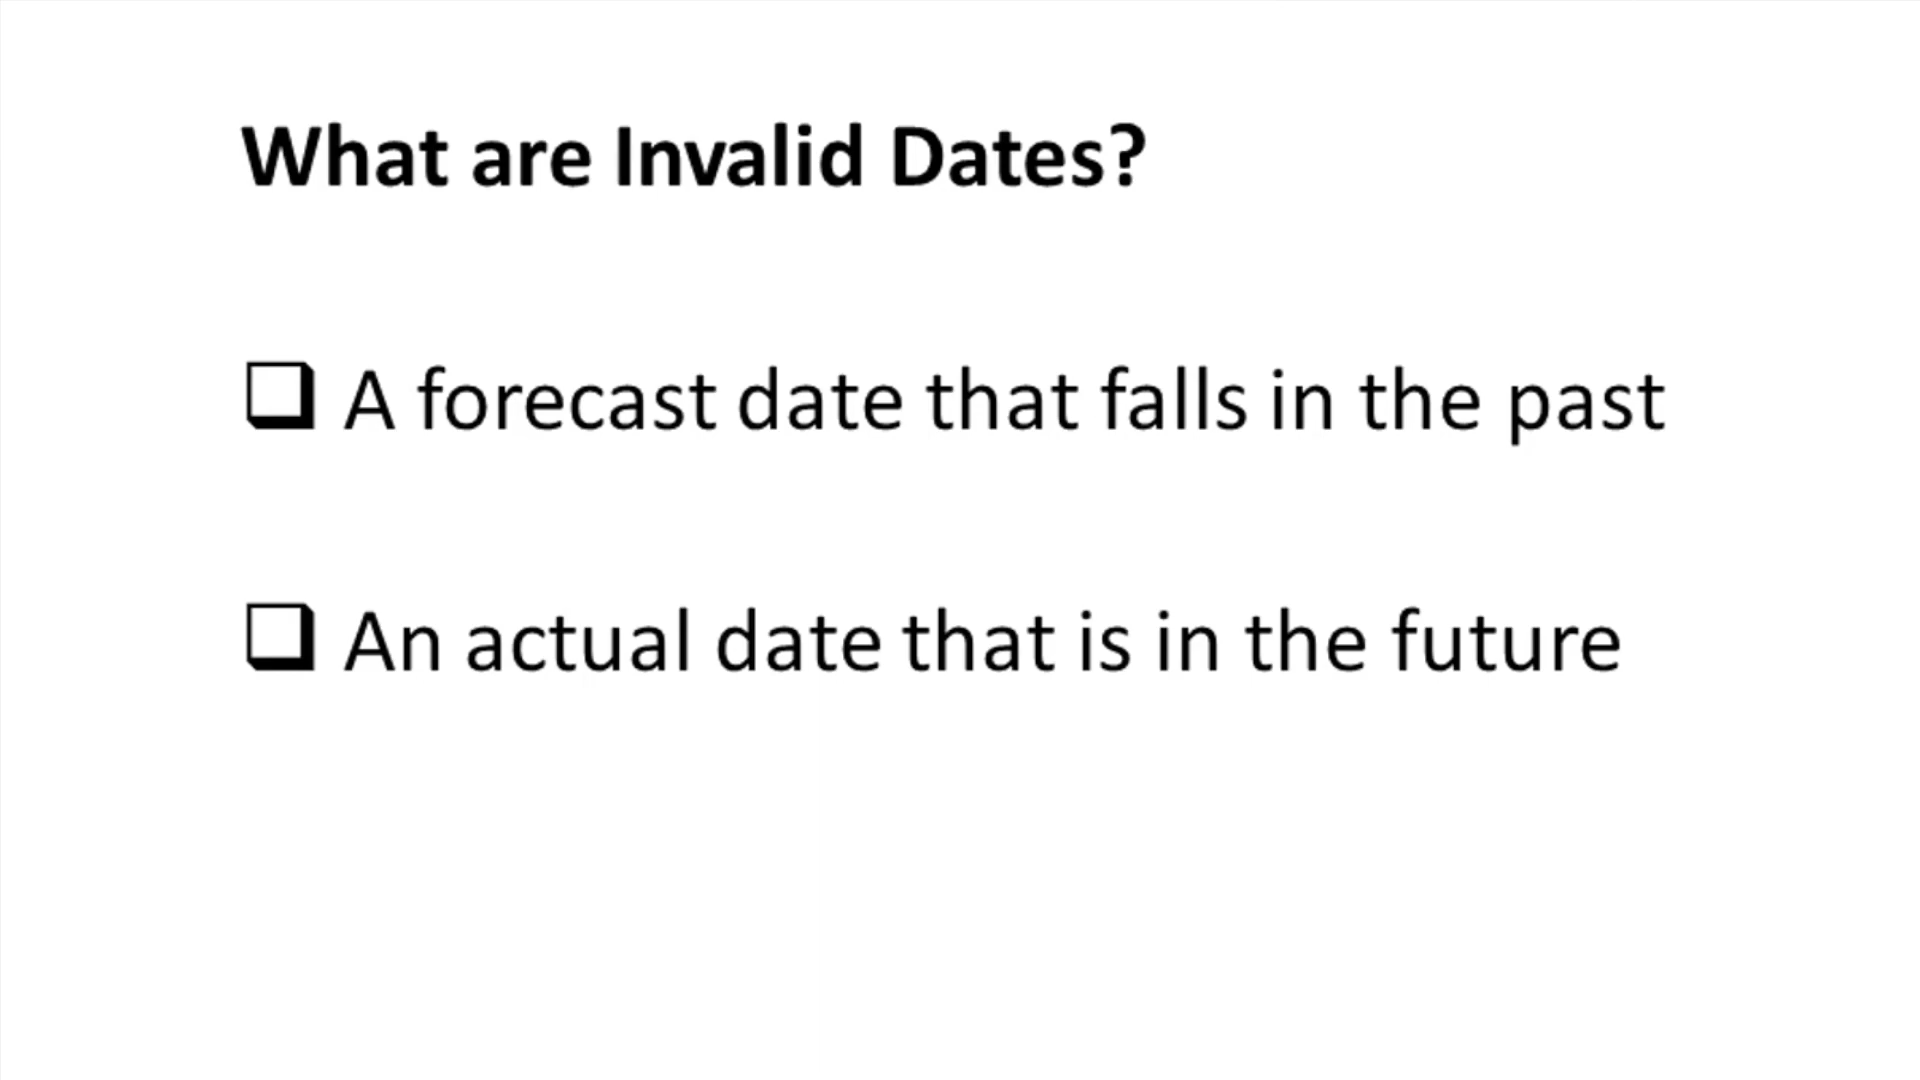 What are Invalid Dates?
❑ A forecast date that falls in the past
❑ An actual date that is in the future